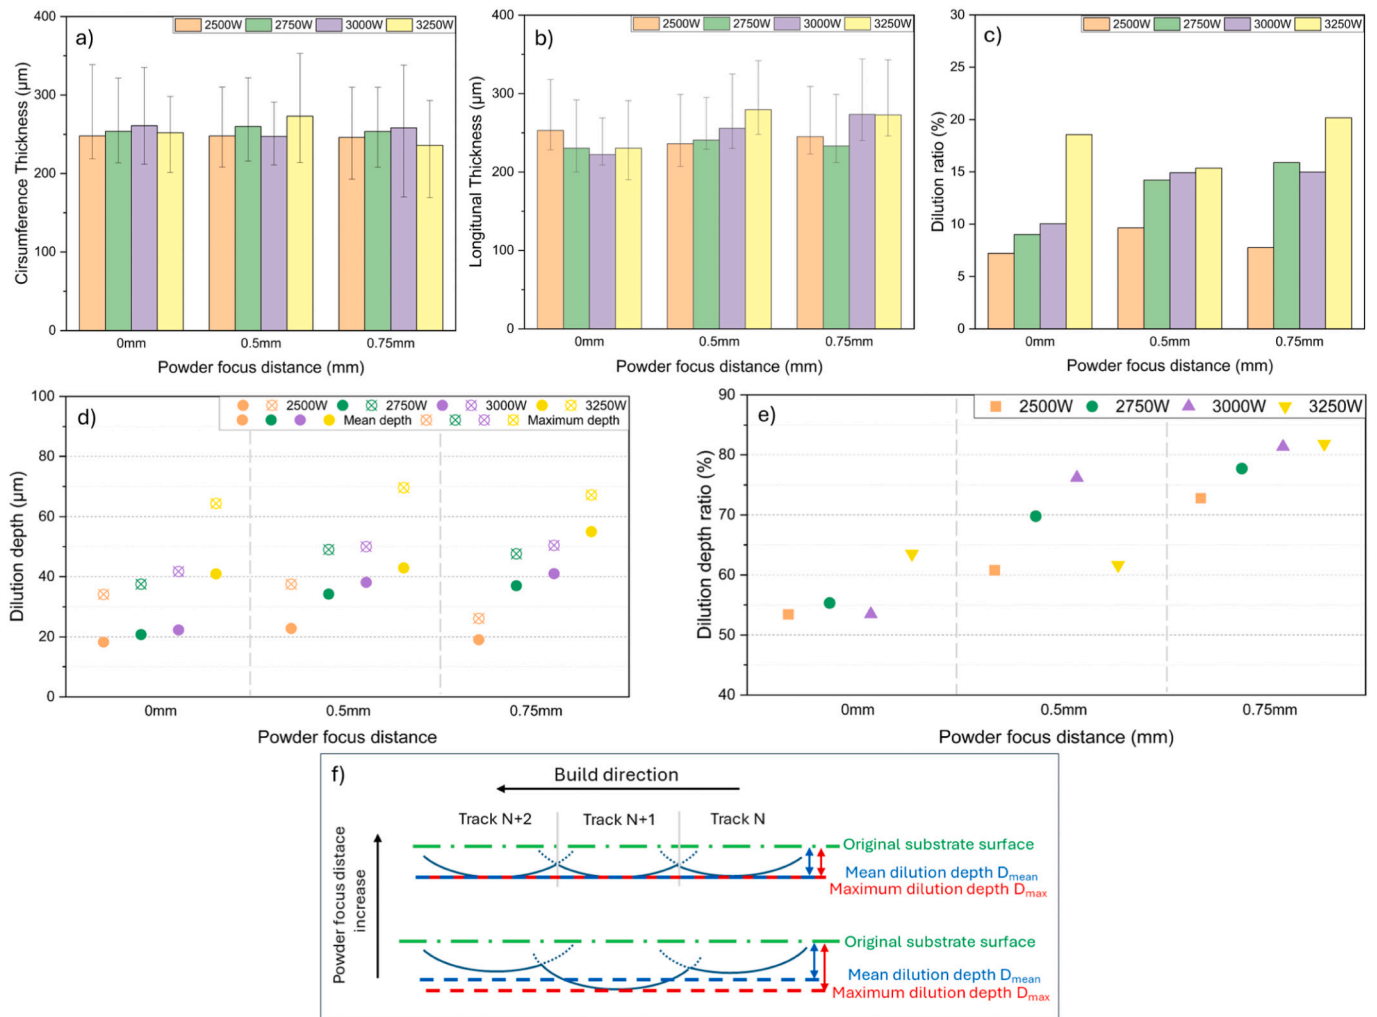 a)
2500W 2750W 3000W 3250W
400
300
200
100
0
Cirsumference Thickness (μm)
0mm 0.5mm 0.75mm
Powder focus distance (mm)
b)
2500W 2750W 3000W 3250W
400
300
200
100
0
Longitunal Thickness (μm)
0mm 0.5mm 0.75mm
Powder focus distance (mm)
c)
2500W 2750W 3000W 3250W
30
25
20
15
10
5
0
Dilution ratio (%)
0mm 0.5mm 0.75mm
Powder focus distance (mm)
d)
2500W 2750W 3000W 3250W
Mean depth Maximum depth
100
80
60
40
20
0
Dilution depth (μm)
0mm 0.5mm 0.75mm
Powder focus distance
e)
2500W 2750W 3000W 3250W
90
80
70
60
50
40
Dilution depth ratio (%)
0mm 0.5mm 0.75mm
Powder focus distance (mm)
f)
Build direction
Track N+2 Track N+1 Track N
Powder focus distace
increase
Original substrate surface
Mean dilution depth Dmean
Maximum dilution depth Dmax
Original substrate surface
Mean dilution depth Dmean
Maximum dilution depth Dmax